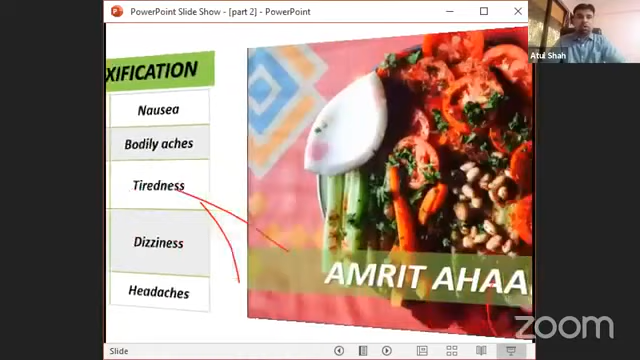 PowerPoint Slide Show - [part 2] - PowerPoint
Atul Shah
XIFICATION
Nausea
Bodily aches
Tiredness
Dizziness
Headaches
AMRIT AHAA
zoom
Slide